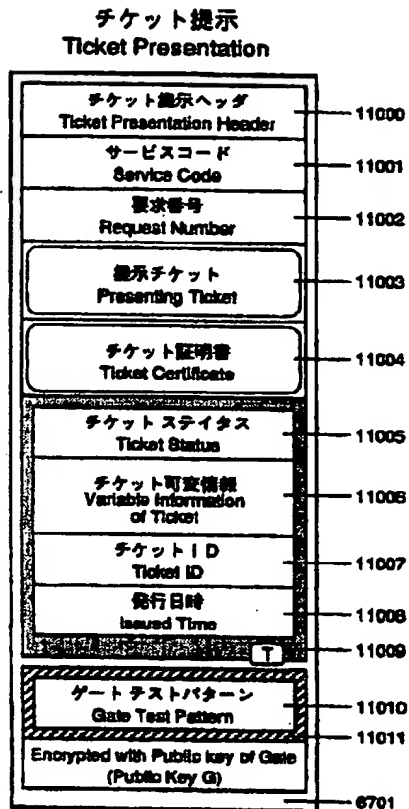 チケット提示
Ticket Presentation
チケット提示ヘッダ
Ticket Presentation Header
11000
サービスコード
Service Code
11001
要求番号
Request Number
11002
提示チケット
Presenting Ticket
11003
チケット証明書
Ticket Certificate
11004
チケット ステイタス
Ticket Status
11005
チケット可変情報
Variable Information
of Ticket
11006
チケットID
Ticket ID
11007
発行日時
Issued Time
11008
T
11009
ゲート テストパターン
Gate Test Pattern
11010
11011
Encrypted with Public key of Gate
(Public Key G)
6701